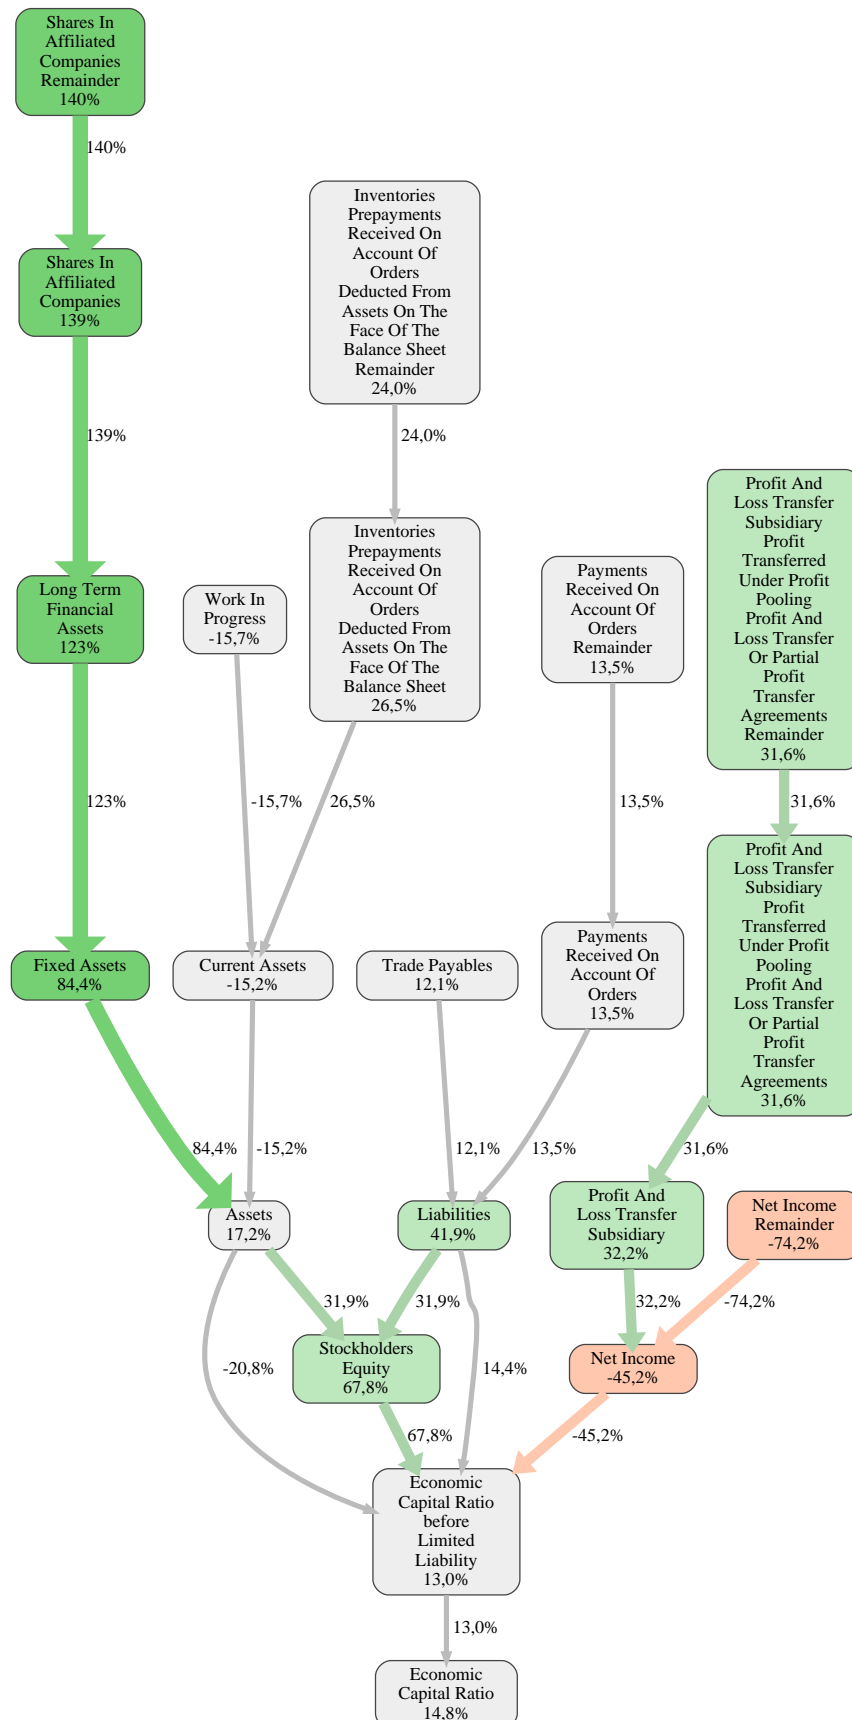 Shares In
Affiliated
Companies
Remainder
140%
140%
Inventories
Prepayments
Received On
Account Of
Orders
Deducted From
Assets On The
Face Of The
Balance Sheet
Remainder
24,0%
Shares In
Affiliated
Companies
139%
139%
24,0%
Profit And
Loss Transfer
Subsidiary
Profit
Transferred
Under Profit
Pooling
Profit And
Loss Transfer
Or Partial
Profit
Transfer
Agreements
Remainder
31,6%
Inventories
Prepayments
Received On
Account Of
Orders
Deducted From
Assets On The
Face Of The
Balance Sheet
26,5%
Payments
Received On
Account Of
Orders
Remainder
13,5%
Long Term
Financial
Assets
123%
Work In
Progress
-15,7%
123%
-15,7%
26,5%
13,5%
31,6%
Profit And
Loss Transfer
Subsidiary
Profit
Transferred
Under Profit
Pooling
Profit And
Loss Transfer
Or Partial
Profit
Transfer
Agreements
31,6%
Fixed Assets
84,4%
Current Assets
-15,2%
Trade Payables
12,1%
Payments
Received On
Account Of
Orders
13,5%
84,4%
-15,2%
12,1%
13,5%
31,6%
Assets
17,2%
Liabilities
41,9%
Profit And
Loss Transfer
Subsidiary
32,2%
Net Income
Remainder
-74,2%
31,9%
31,9%
32,2%
-74,2%
-20,8%
Stockholders
Equity
67,8%
14,4%
Net Income
-45,2%
67,8%
-45,2%
Economic
Capital Ratio
before
Limited
Liability
13,0%
13,0%
Economic
Capital Ratio
14,8%